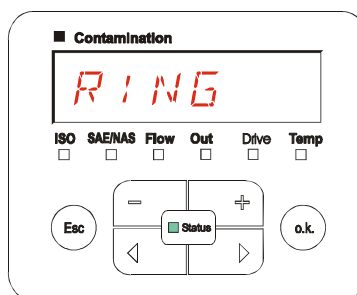 Contamination
RING
ISO SAE/NAS Flow Out Drive Temp
− +
Esc Status o.k.